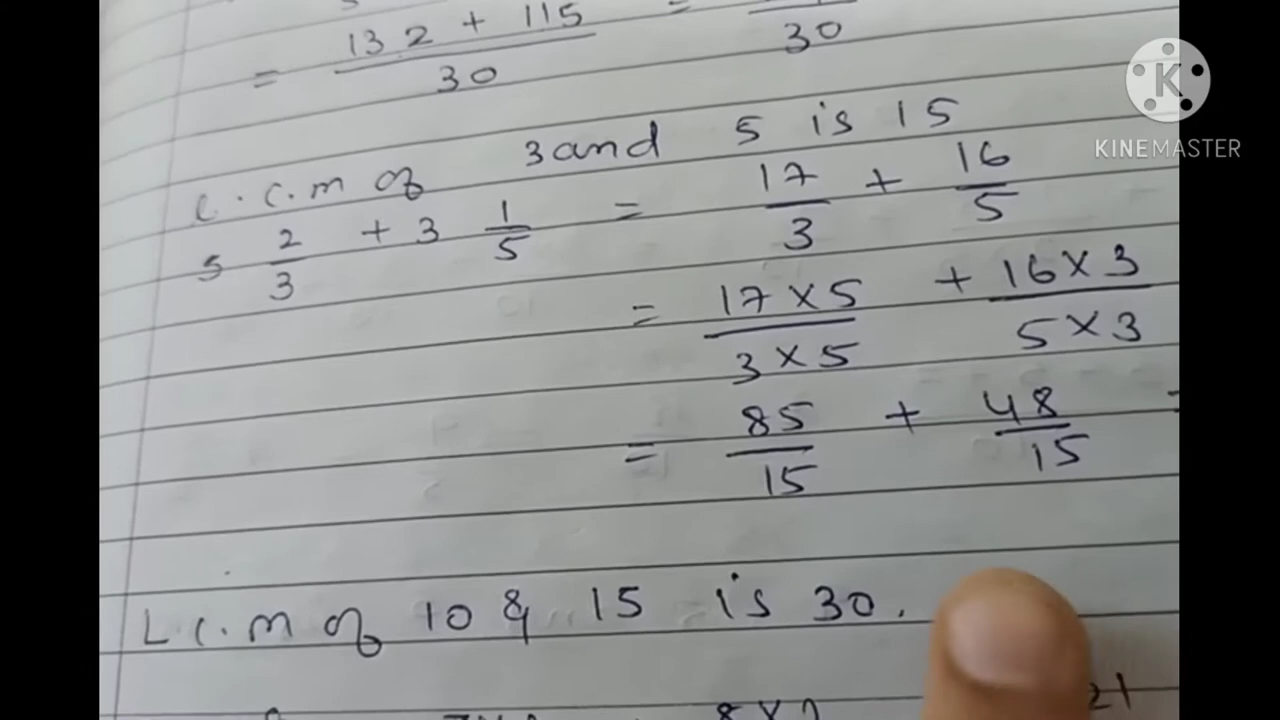 = 132 + 115 / 30 = 30
L.C.M of 3 and 5 is 15
5 2/3 + 3 1/5 = 17/3 + 16/5
= 17 × 5 / 3 × 5 + 16 × 3 / 5 × 3
= 85/15 + 48/15 =
L.C.M of 10 & 15 is 30.
K
KINEMASTER